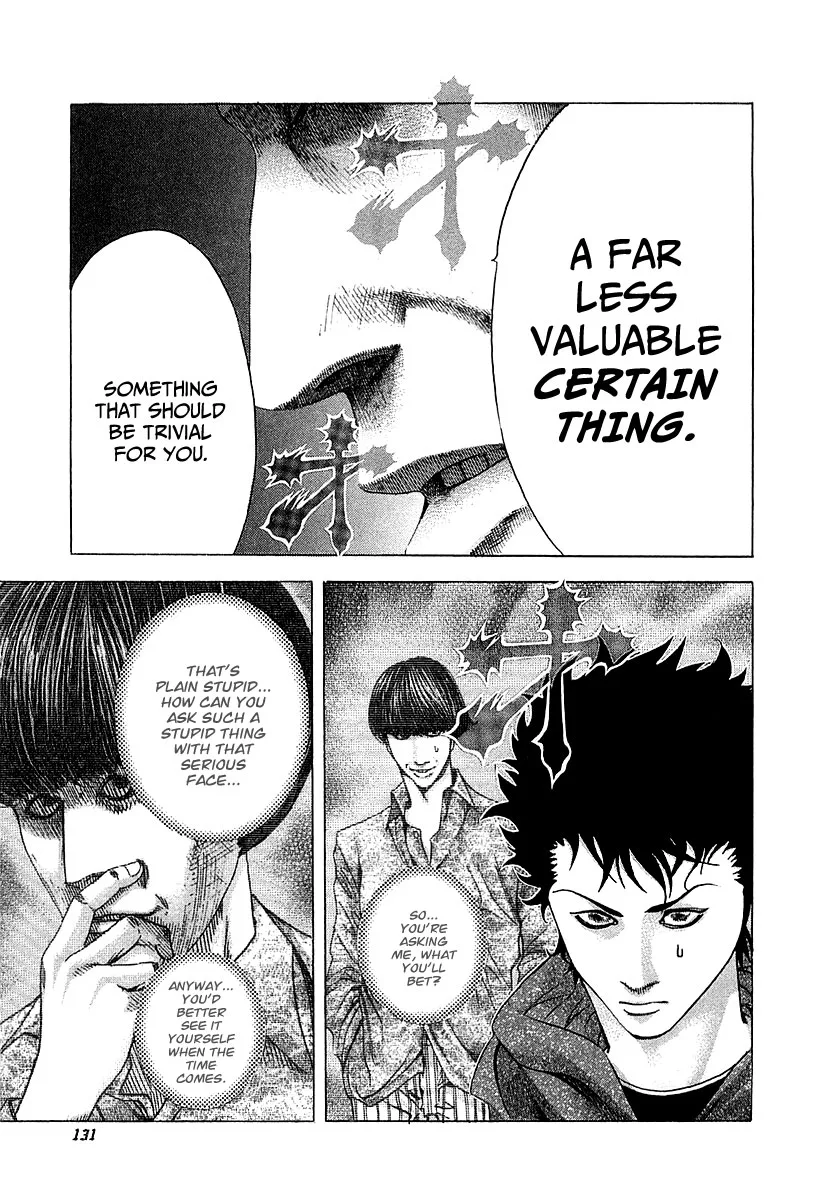 A FAR
LESS
VALUABLE
CERTAIN
THING.
SOMETHING
THAT SHOULD
BE TRIVIAL
FOR YOU.
SO...
YOU'RE
ASKING
ME, WHAT
YOU'LL
BET?
THAT'S
PLAIN STUPID...
HOW CAN YOU
ASK SUCH A
STUPID THING
WITH THAT
SERIOUS
FACE...
ANYWAY...
YOU'D
BETTER
SEE IT
YOURSELF
WHEN THE
TIME
COMES.
131